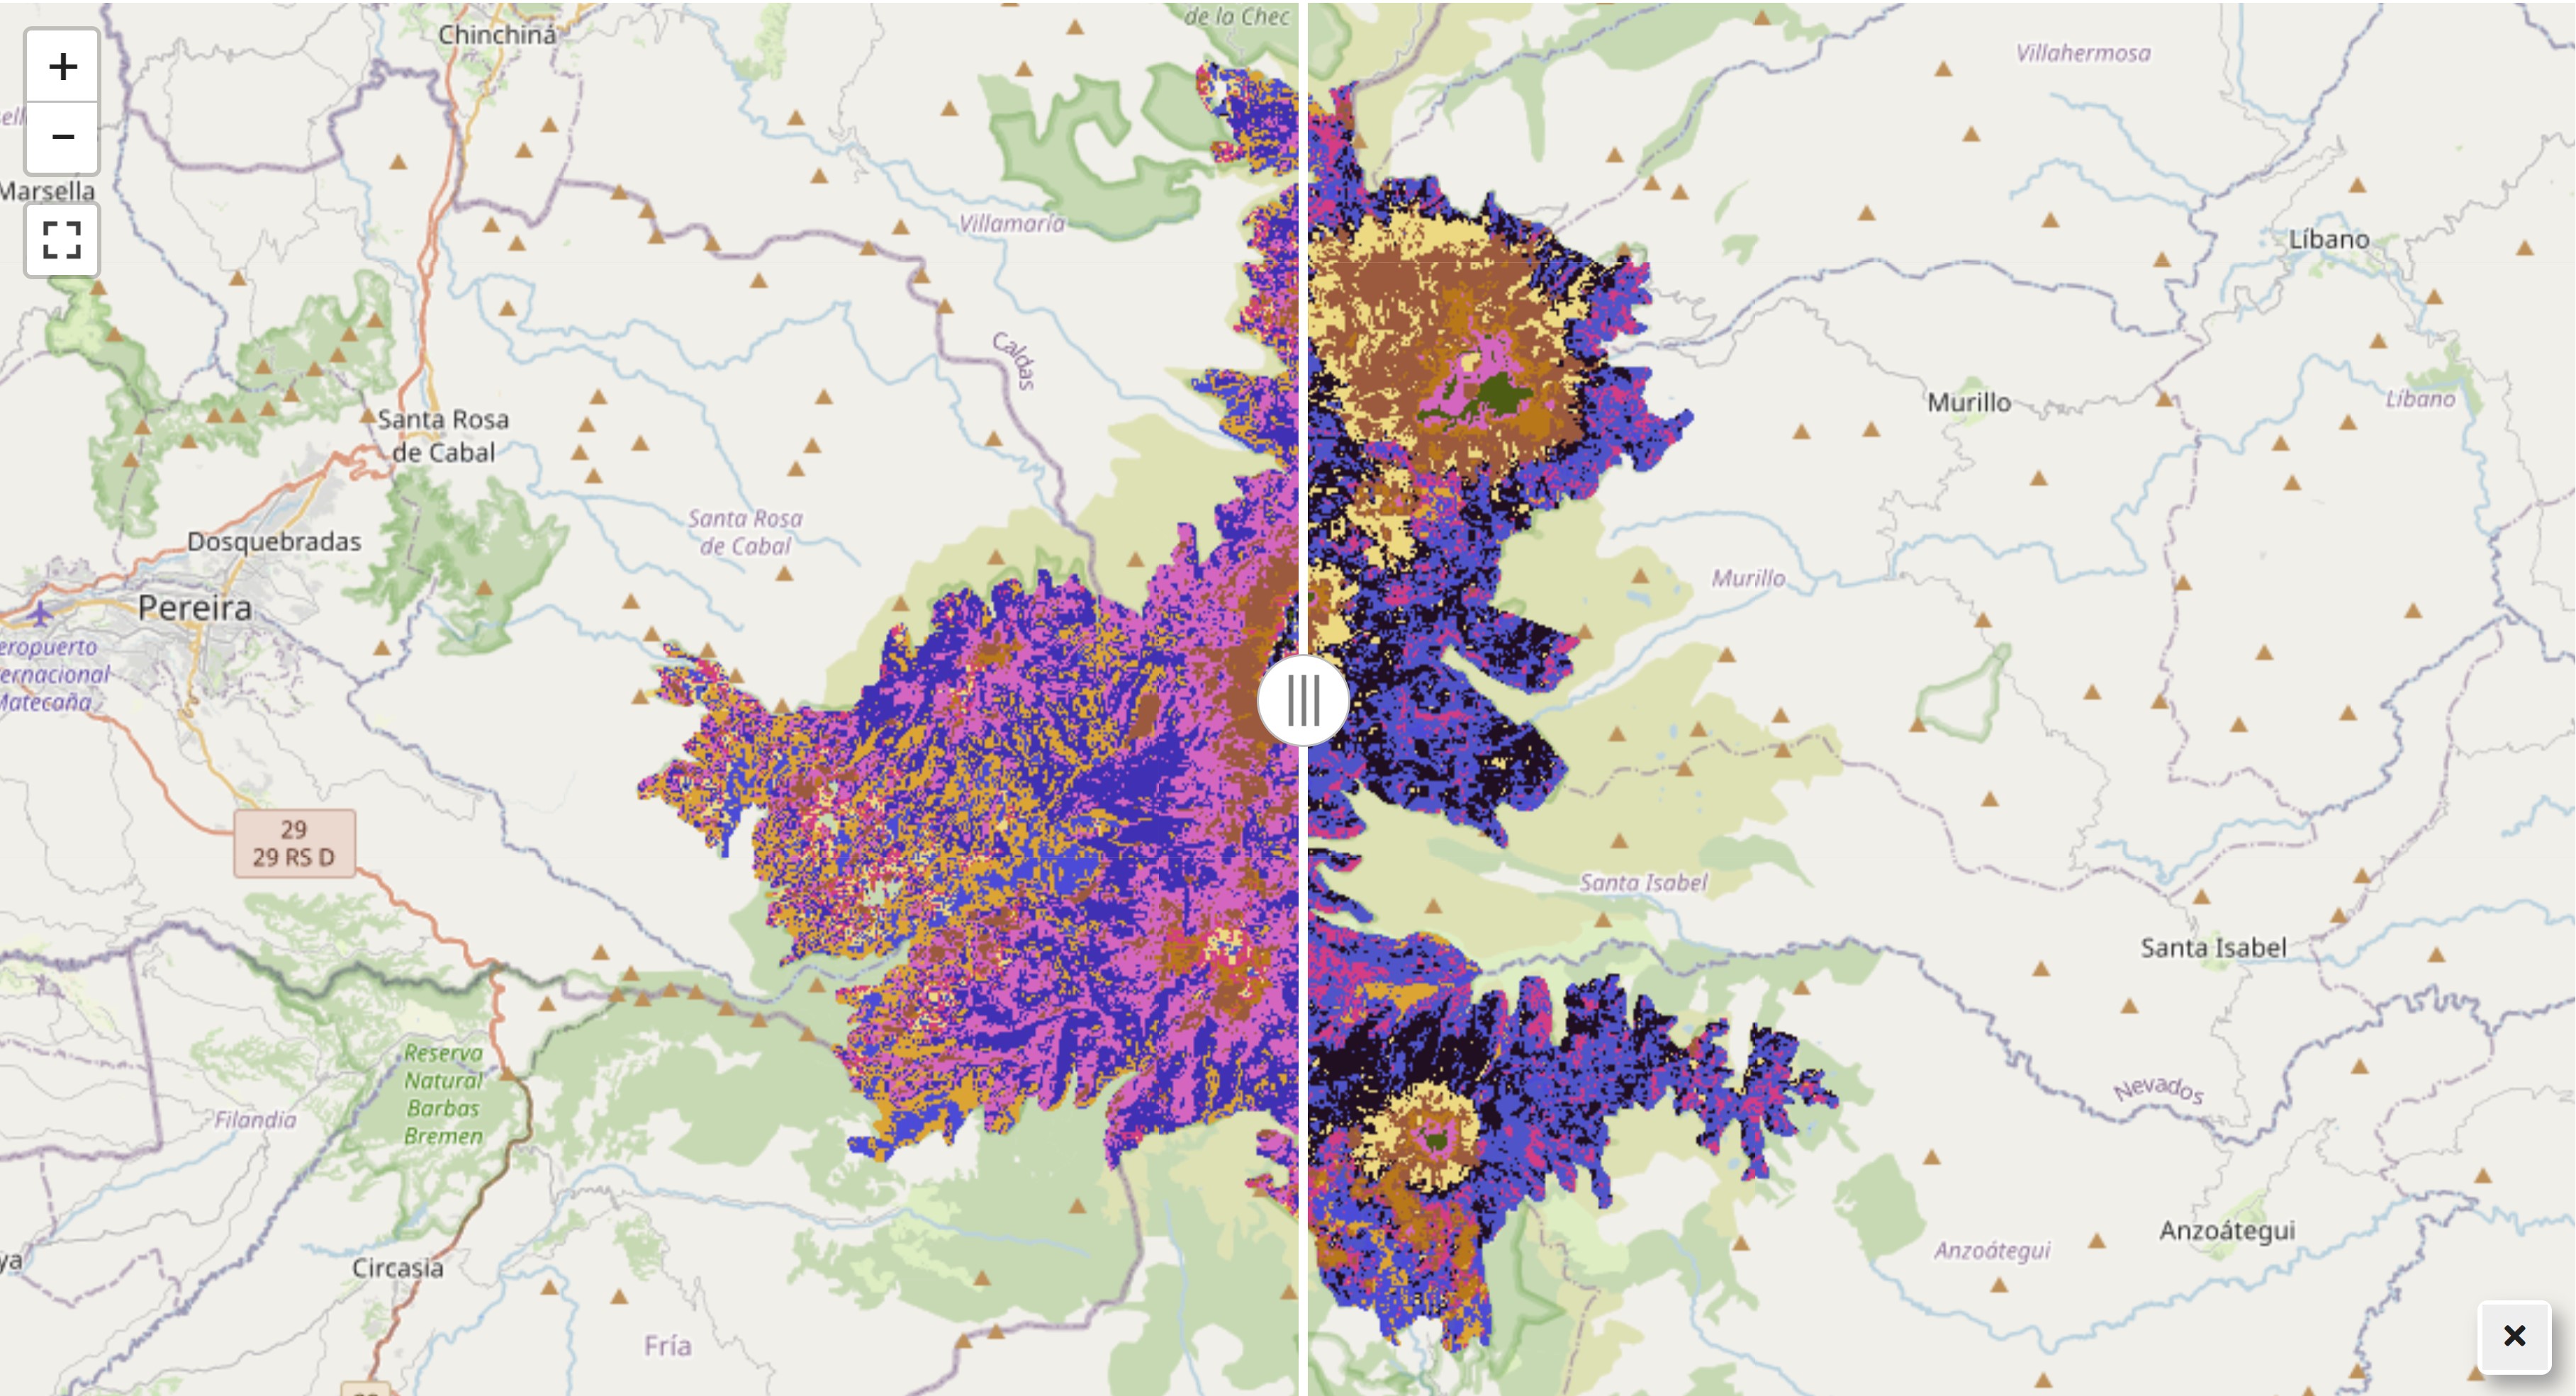 de la Chec
Chinchiná
Villahermosa
+
−
Marsella
Villamaría
Líbano
Caldas
Murillo
Líbano
Santa Rosa
de Cabal
Santa Rosa
de Cabal
Dosquebradas
Murillo
Pereira
eropuerto
ernacional
Matecaña
29
29 RS D
Santa Isabel
Santa Isabel
Reserva
Natural
Barbas
Bremen
Filandia
Nevados
Anzoátegui
Anzoátegui
ya
Circasia
Fría
×